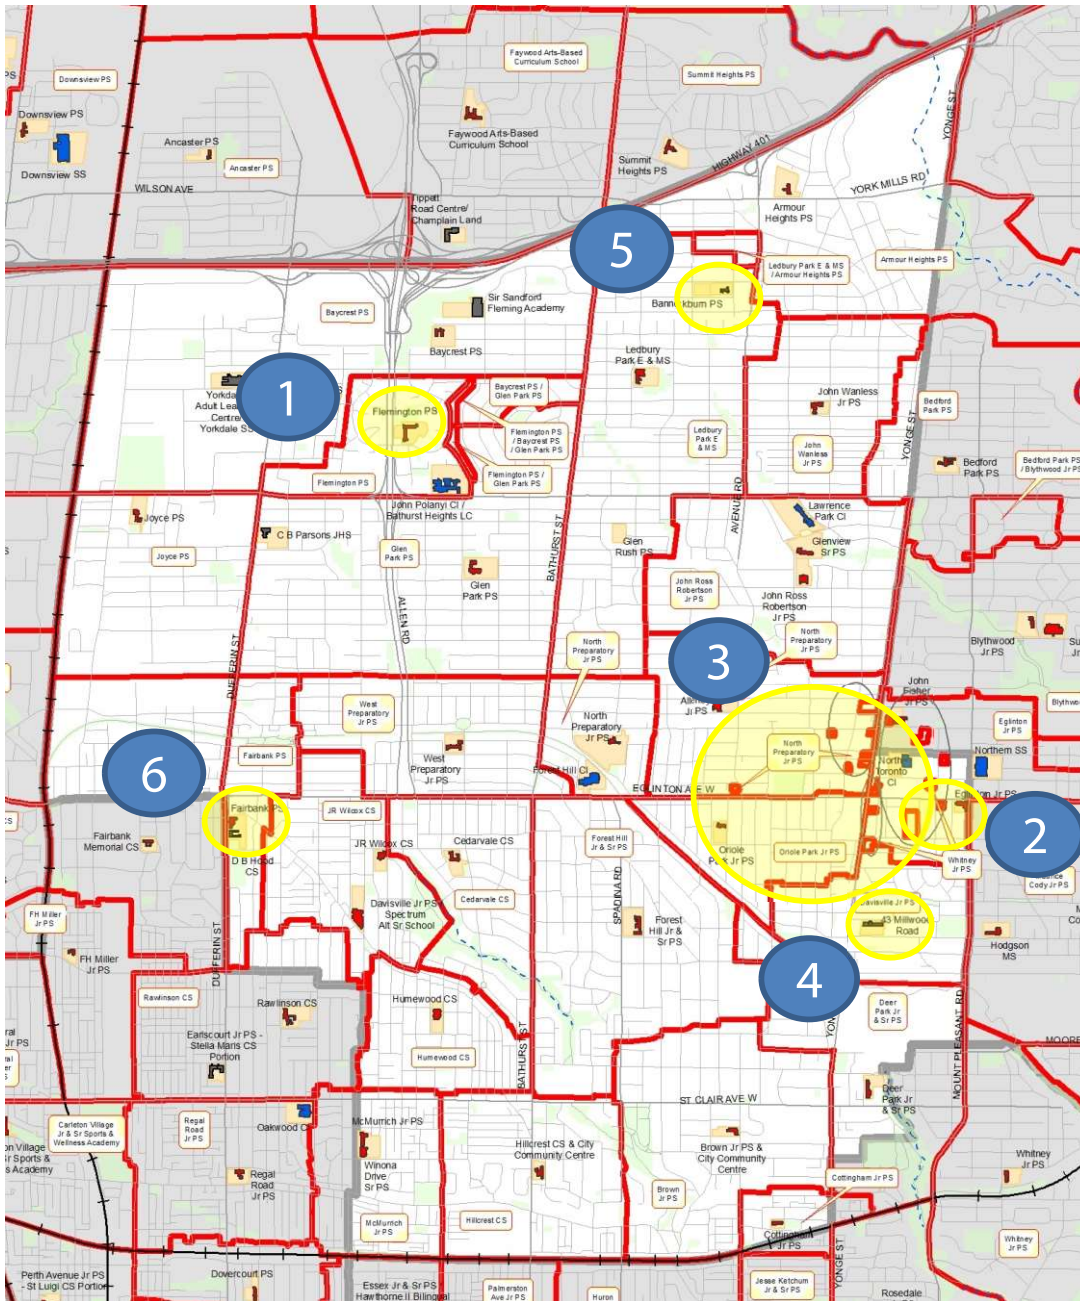 Downsview PS
Faywood Arts-Based
Curriculum School
Summit Heights PS
YONGE ST
Downsview PS
Downsview SS
Ancaster PS
Ancaster PS
Faywood Arts-Based
Curriculum School
Summit
Heights PS
HIGHWAY 401
WILSON AVE
YORK MILLS RD
Armour
Heights PS
Tippett
Road Centre/
Champlain Land
5
Ledbury Park E & MS
/ Armour Heights PS
Armour Heights PS
Bannockburn PS
Sir Sandford
Fleming Academy
Baycrest PS
Baycrest PS
Ledbury
Park E & MS
1
Yorkdale
Adult Lea
Centre/
Yorkdale SS
Flemington PS
Baycrest PS /
Glen Park PS
Flemington PS
/ Baycrest PS
/ Glen Park PS
Flemington PS /
Glen Park PS
Flemington PS
John Wanless
Jr PS
Bedford
Park PS
YONGE ST
Ledbury
Park E
& MS
John
Wanless
Jr PS
Bedford
Park PS
Bedford Park PS
/ Blythwood Jr PS
AVENUE RD
John Polanyi CI /
Bathurst Heights LC
Joyce PS
Joyce PS
C B Parsons JHS
Glen
Park PS
Glen
Park PS
BATHURST ST
Glen
Rush PS
Lawrence
Park CI
Glenview
Sr PS
John Ross
Robertson
Jr PS
John Ross
Robertson
Jr PS
ALLEN RD
DUFFERIN ST
North
Preparatory
Jr PS
North
Preparatory
Jr PS
Blythwood
Jr PS
3
John
Fisher
Jr PS
Jr PS
West
Preparatory
Jr PS
North
Preparatory
Jr PS
West
Preparatory
Jr PS
Forest Hill CI
Fairbank PS
North
Preparatory
Jr PS
North
Toronto
CI
Eglinton
Jr PS
Northern SS
6
EGLINTON AVE W
Eglinton Jr PS
2
Fairbank
Memorial CS
Fairbank PS
D B Hood
CS
JR Wilcox CS
JR Wilcox CS
Cedarvale CS
Cedarvale CS
Forest Hill
Jr & Sr PS
Oriole
Park Jr PS
Oriole Park Jr PS
Whitney
Jr PS
Cody Jr PS
SPADINA RD
Davisville Jr PS
43 Millwood
Road
Davisville Jr PS /
Spectrum
Alt Sr School
Forest
Hill Jr &
Sr PS
Hodgson
MS
FH Miller
Jr PS
FH Miller
Jr PS
DUFFERIN ST
4
Rawlinson CS
Rawlinson CS
Humewood CS
Humewood CS
Deer
Park Jr
& Sr PS
Earlscourt Jr PS -
Stella Maris CS
Portion
BATHURST ST
MOUNT PLEASANT RD
Deer
Park Jr
& Sr PS
ST CLAIR AVE W
Carleton Village
Jr & Sr Sports &
Wellness Academy
Regal
Road
Jr PS
Oakwood CI
McMurrich Jr PS
Winona
Drive
Sr PS
Hillcrest CS & City
Community Centre
Brown Jr PS &
City Community
Centre
Whitney
Jr PS
Cottingham Jr PS
Regal
Road
Jr PS
Brown
Jr PS
McMurrich
Jr PS
Hillcrest CS
Cottingham
Jr PS
Whitney
Jr PS
YONGE ST
Perth Avenue Jr PS
- St Luigi CS Portion
Dovercourt PS
Essex Jr & Sr PS /
Hawthorne II Bilingual
Palmerston
Ave Jr PS
Huron
Jesse Ketchum
Jr & Sr PS
Rosedale